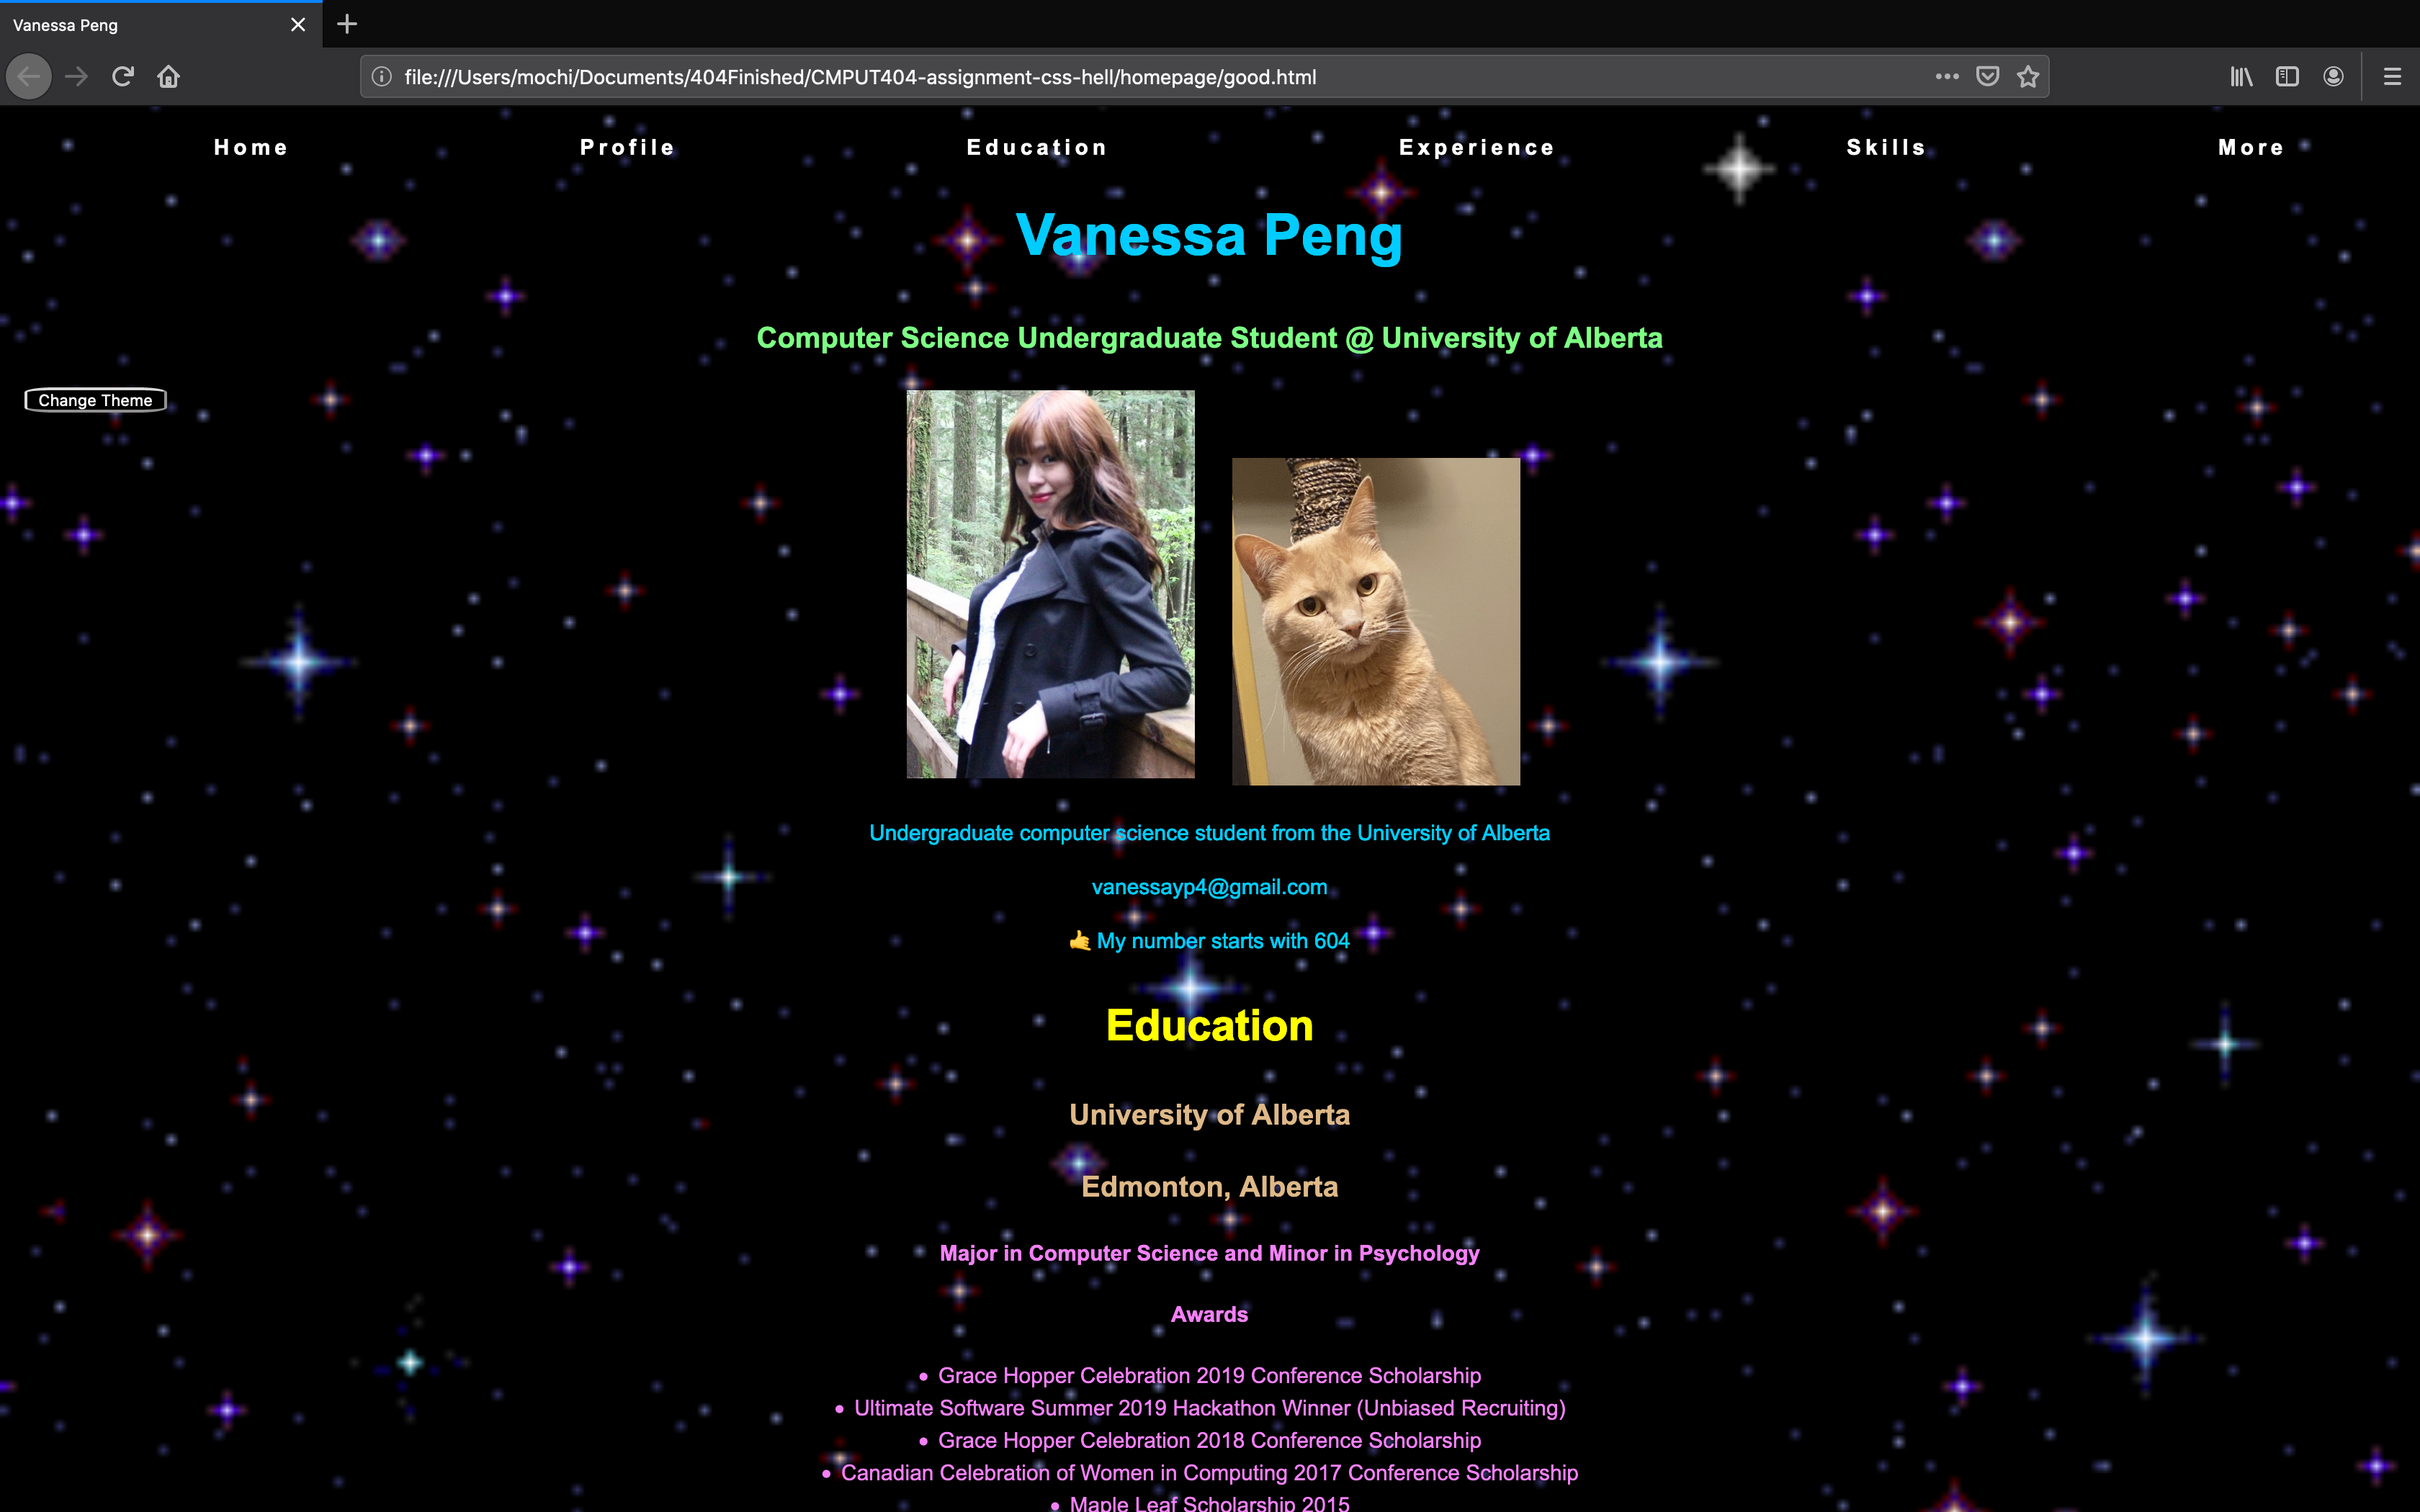 Vanessa Peng
file:///Users/mochi/Documents/404Finished/CMPUT404-assignment-css-hell/homepage/good.html
Home Profile Education Experience Skills More
Vanessa Peng
Computer Science Undergraduate Student @ University of Alberta
Change Theme
Undergraduate computer science student from the University of Alberta
vanessayp4@gmail.com
🤙 My number starts with 604
Education
University of Alberta
Edmonton, Alberta
Major in Computer Science and Minor in Psychology
Awards
• Grace Hopper Celebration 2019 Conference Scholarship
• Ultimate Software Summer 2019 Hackathon Winner (Unbiased Recruiting)
• Grace Hopper Celebration 2018 Conference Scholarship
• Canadian Celebration of Women in Computing 2017 Conference Scholarship
• Maple Leaf Scholarship 2015